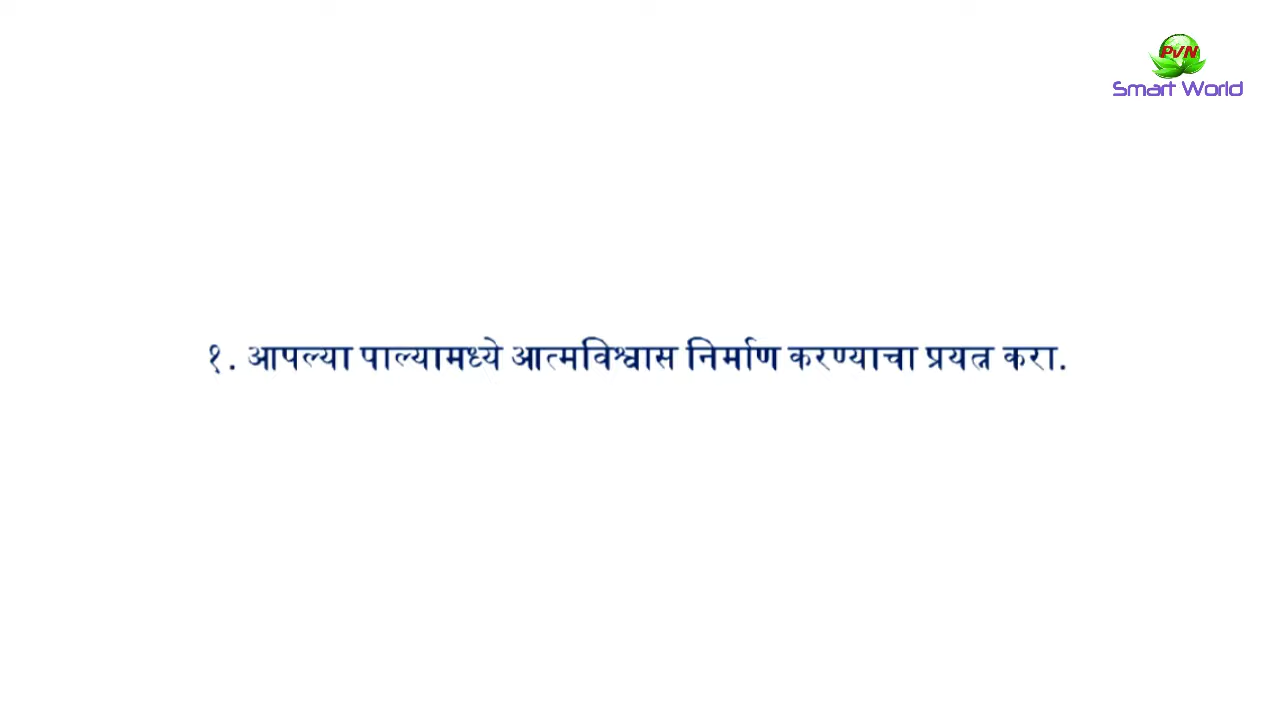 PVN
Smart World
१. आपल्या पाल्यामध्ये आत्मविश्वास निर्माण करण्याचा प्रयत्न करा.